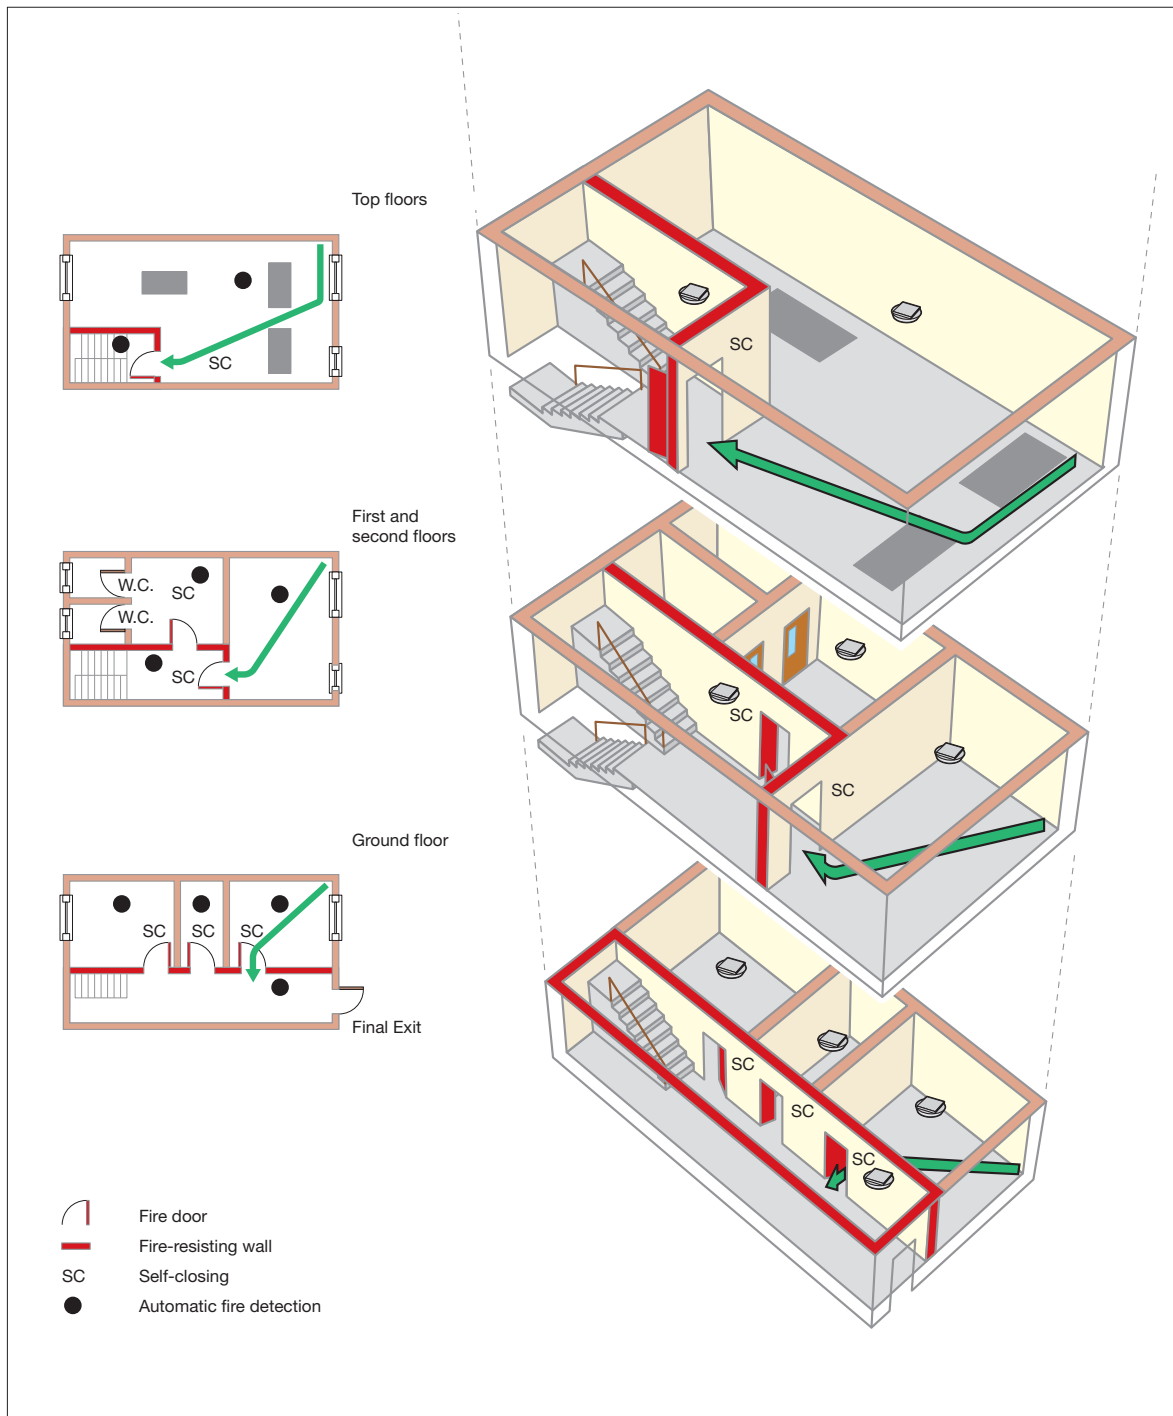 Top floors
SC
First and
second floors
W.C.
SC
W.C.
SC
Ground floor
SC
SC
SC
Final Exit
SC
SC
SC
SC
SC
SC
Fire door
Fire-resisting wall
SC
Self-closing
Automatic fire detection